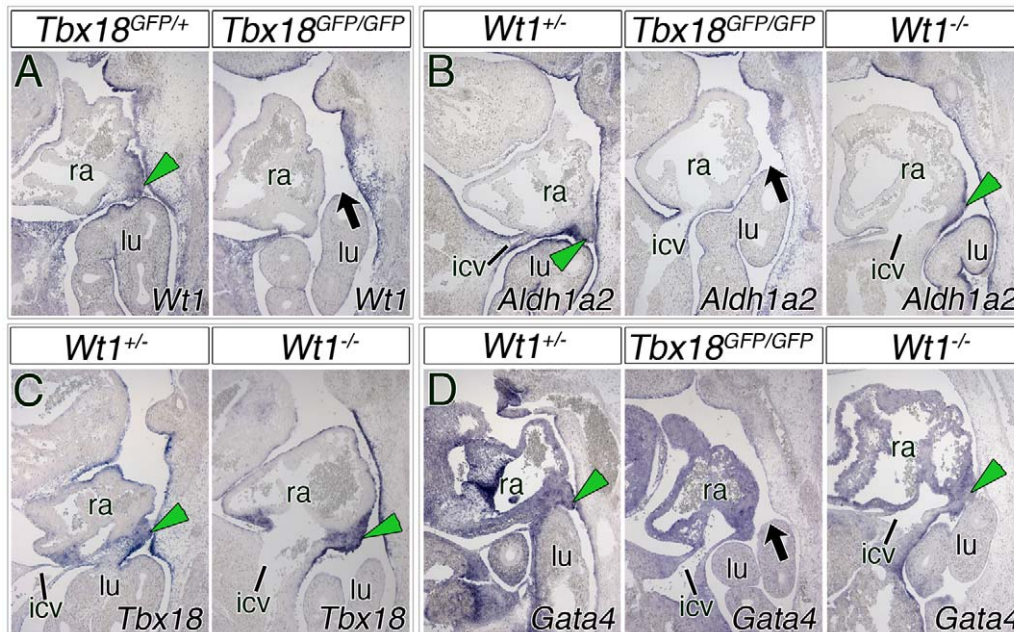 Tbx18GFP/+ Tbx18GFP/GFP Wt1+/- Tbx18GFP/GFP Wt1-/-
A B
ra ra ra ra ra
lu lu icv lu icv lu icv lu
Wt1 Wt1 Aldh1a2 Aldh1a2 Aldh1a2
Wt1+/- Wt1-/- Wt1+/- Tbx18GFP/GFP Wt1-/-
C D
ra ra ra ra ra
icv lu icv lu lu icv lu icv lu
Tbx18 Tbx18 Gata4 Gata4 Gata4